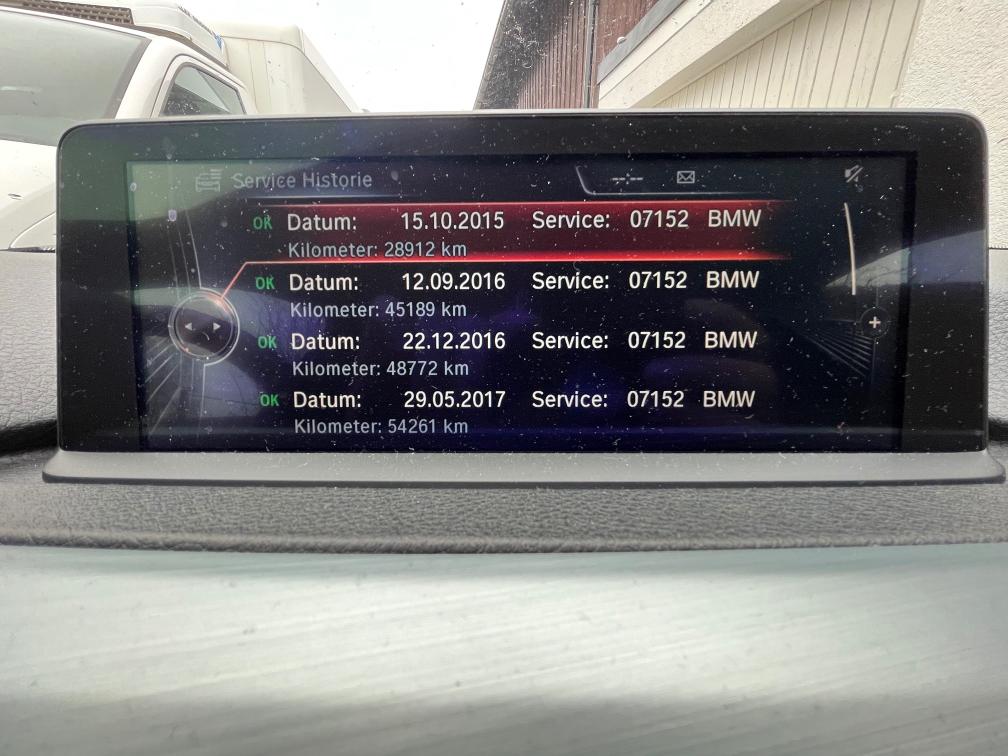 Service Historie
OK Datum: 15.10.2015 Service: 07152 BMW
Kilometer: 28912 km
OK Datum: 12.09.2016 Service: 07152 BMW
Kilometer: 45189 km
OK Datum: 22.12.2016 Service: 07152 BMW
Kilometer: 48772 km
OK Datum: 29.05.2017 Service: 07152 BMW
Kilometer: 54261 km